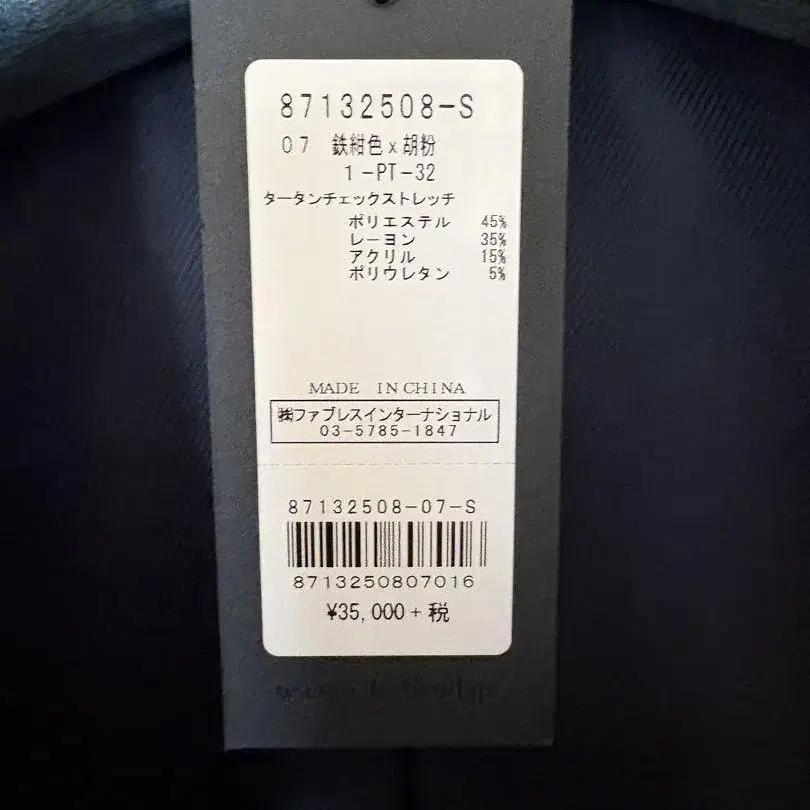 87132508-S
07 鉄紺色x胡粉
1-PT-32
タータンチェックストレッチ
ポリエステル 45%
レーヨン 35%
アクリル 15%
ポリウレタン 5%
MADE IN CHINA
㈱ファブレスインターナショナル
03-5785-1847
87132508-07-S
8713250807016
¥35,000+税